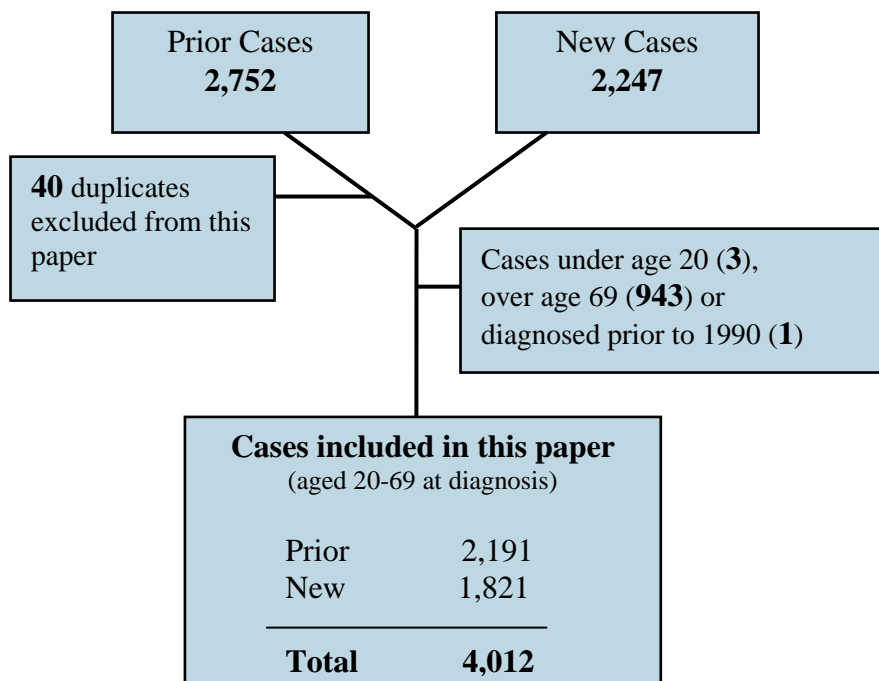 Prior Cases
2,752
New Cases
2,247
40 duplicates
excluded from this
paper
Cases under age 20 (3),
over age 69 (943) or
diagnosed prior to 1990 (1)
Cases included in this paper
(aged 20-69 at diagnosis)
Prior 2,191
New 1,821
Total 4,012